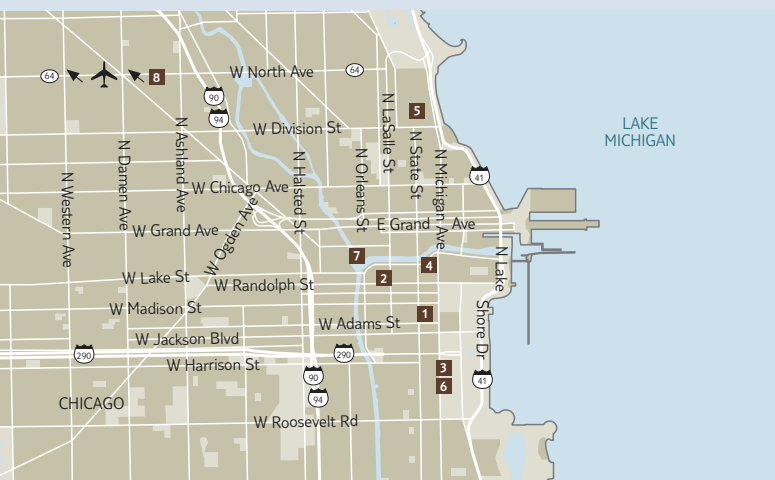 64
8
W North Ave
64
90
94
5
W Division St
N LaSalle St
N State St
LAKE
MICHIGAN
N Western Ave
N Damen Ave
N Ashland Ave
N Halsted St
N Orleans St
N Michigan Ave
41
W Chicago Ave
W Ogden Ave
W Grand Ave
E Grand Ave
7
4
2
N Lake
Shore Dr
W Lake St
W Randolph St
W Madison St
1
W Adams St
W Jackson Blvd
290
290
W Harrison St
3
6
90
94
41
CHICAGO
W Roosevelt Rd